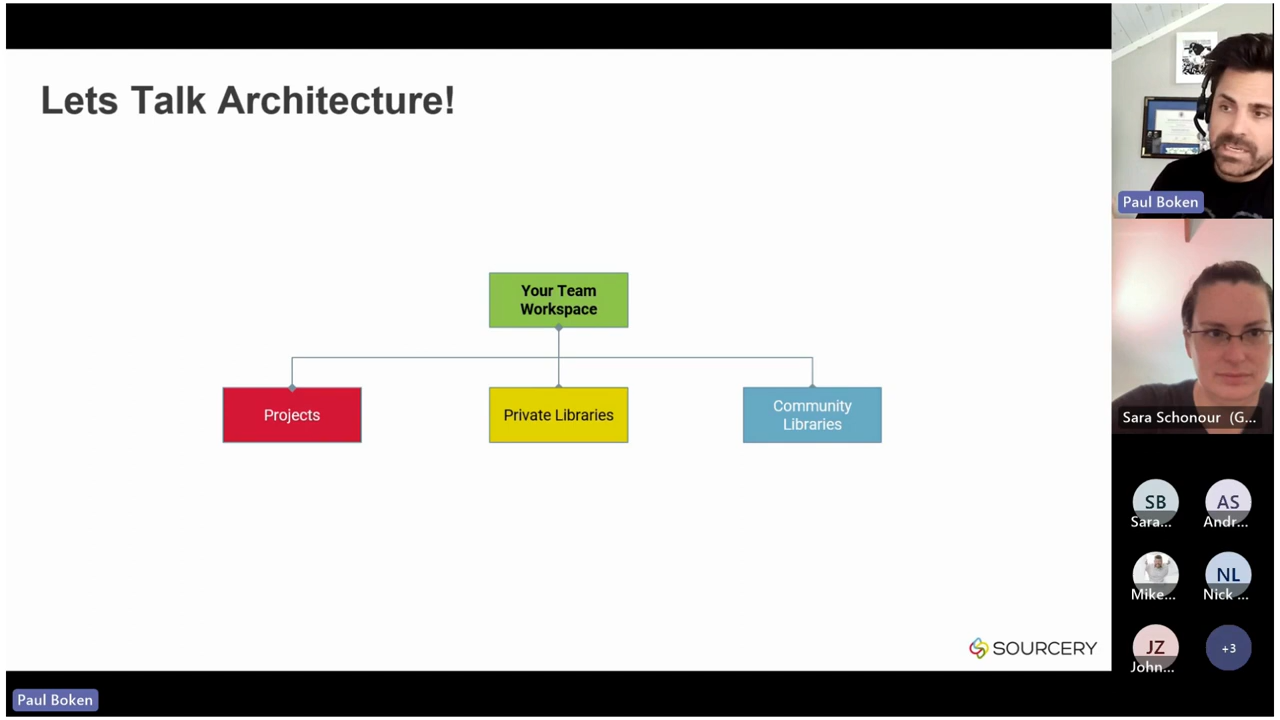 Lets Talk Architecture!
Your Team
Workspace
Projects
Private Libraries
Community
Libraries
SOURCERY
Paul Boken
Paul Boken
Sara Schonour (G...
SB
Sara...
AS
Andr...
Mike...
NL
Nick ...
JZ
John...
+3